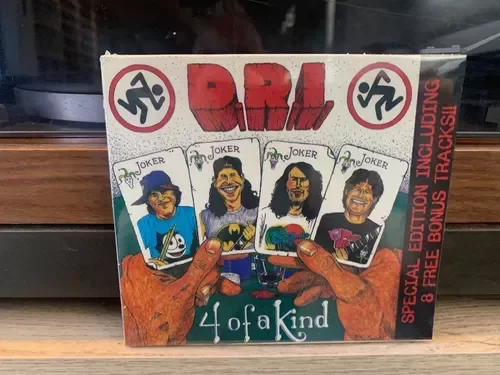 D.R.I.
JOKER
JOKER
JOKER
JOKER
4 of a Kind
SPECIAL EDITION INCLUDING
8 FREE BONUS TRACKS!!